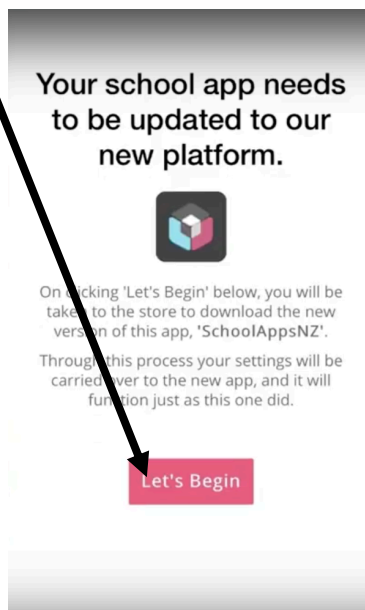 Your school app needs
to be updated to our
new platform.
On clicking 'Let's Begin' below, you will be
taken to the store to download the new
version of this app, 'SchoolAppsNZ'.
Through this process your settings will be
carried over to the new app, and it will
function just as this one did.
Let's Begin